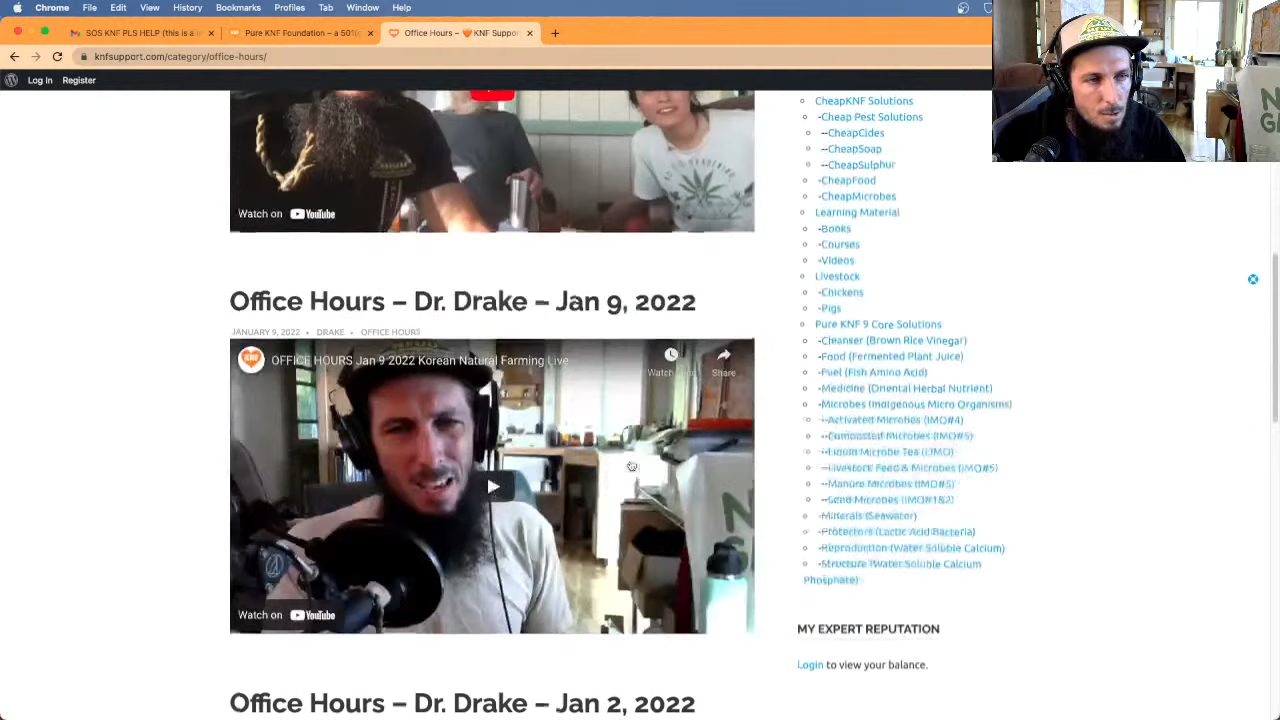 Chrome File Edit View History Bookmarks Profiles Tab Window Help
SOS KNF PLS HELP (this is a
Pure KNF Foundation – a 501(c
Office Hours – 🧡KNF Suppor
knfsupport.com/category/office-hours/
Log In Register
Watch on YouTube
Office Hours – Dr. Drake – Jan 9, 2022
JANUARY 9, 2022 • DRAKE • OFFICE HOURS
KNF
OFFICE HOURS Jan 9 2022 Korean Natural Farming Live
Share
Watch on YouTube
Office Hours – Dr. Drake – Jan 2, 2022
CheapKNF Solutions
-Cheap Pest Solutions
--CheapCides
--CheapSoap
--CheapSulphur
-CheapFood
-CheapMicrobes
Learning Material
-Books
-Courses
-Videos
Livestock
-Chickens
-Pigs
Pure KNF 9 Core Solutions
-Cleanser (Brown Rice Vinegar)
-Food (Fermented Plant Juice)
-Fuel (Fish Amino Acid)
-Medicine (Oriental Herbal Nutrient)
-Microbes (Indigenous Micro Organisms)
--Activated Microbes (IMO#4)
--Composted Microbes (IMO#5)
--Liquid Microbe Tea (LIMO)
--Livestock Feed & Microbes (IMO#5)
--Manure Microbes (IMO#5)
--Seed Microbes (IMO#1&2)
-Minerals (Seawater)
-Protectors (Lactic Acid Bacteria)
-Reproduction (Water Soluble Calcium)
-Structure (Water Soluble Calcium
Phosphate)
MY EXPERT REPUTATION
Login to view your balance.